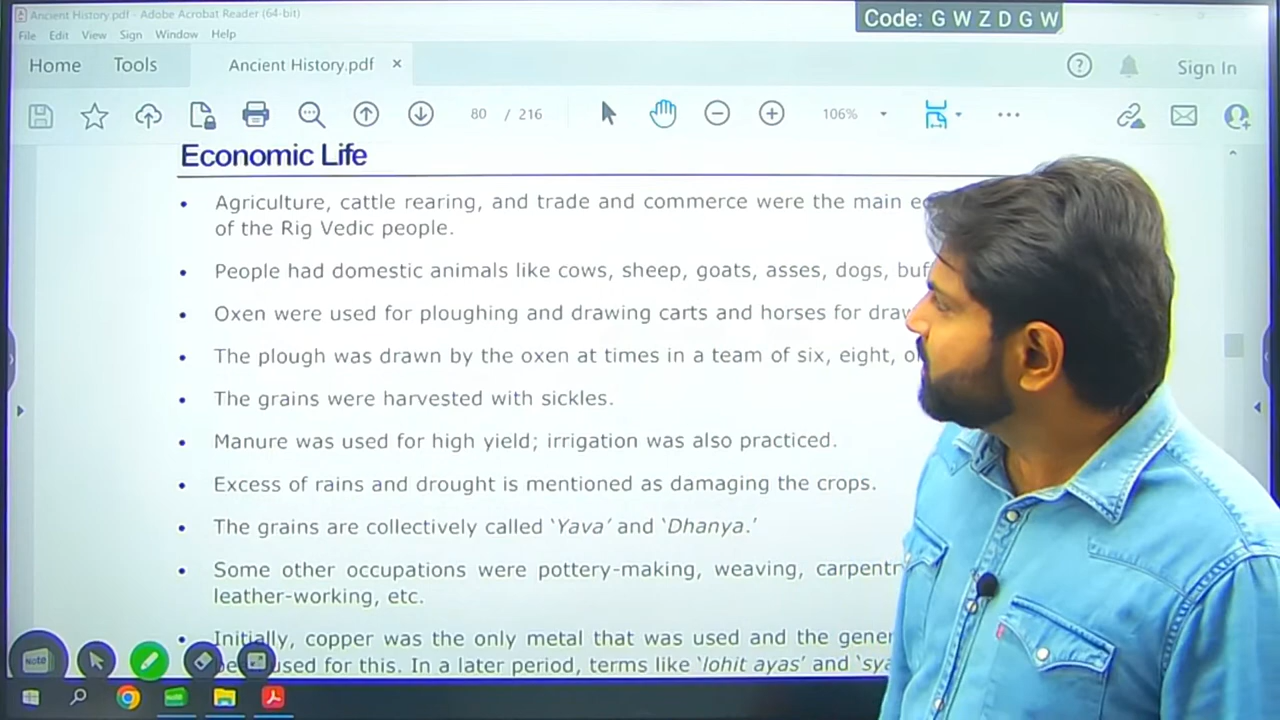 Ancient History.pdf - Adobe Acrobat Reader (64-bit)
Code: G W Z D G W
File Edit View Sign Window Help
Home Tools Ancient History.pdf × Sign In
80 / 216 106%
Economic Life
• Agriculture, cattle rearing, and trade and commerce were the main
of the Rig Vedic people.
• People had domestic animals like cows, sheep, goats, asses, dogs,
• Oxen were used for ploughing and drawing carts and horses for
• The plough was drawn by the oxen at times in a team of six, eight,
• The grains were harvested with sickles.
• Manure was used for high yield; irrigation was also practiced.
• Excess of rains and drought is mentioned as damaging the crops.
• The grains are collectively called ‘Yava’ and ‘Dhanya.’
• Some other occupations were pottery-making, weaving,
leather-working, etc.
• Initially, copper was the only metal that was used and the
used for this. In a later period, terms like ‘lohit ayas’ and
Note